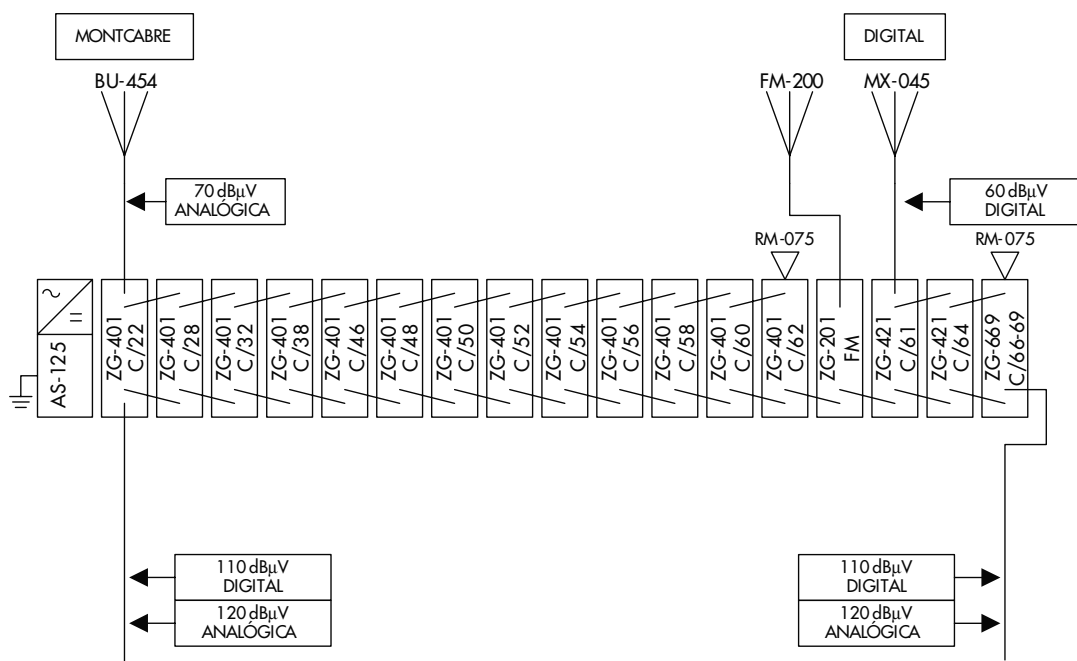 MONTCABRE
DIGITAL
BU-454
FM-200
MX-045
70 dBµV
ANALÓGICA
60 dBµV
DIGITAL
RM-075
RM-075
AS-125
ZG-401
C/22
ZG-401
C/28
ZG-401
C/32
ZG-401
C/38
ZG-401
C/46
ZG-401
C/48
ZG-401
C/50
ZG-401
C/52
ZG-401
C/54
ZG-401
C/56
ZG-401
C/58
ZG-401
C/60
ZG-401
C/62
ZG-201
FM
ZG-421
C/61
ZG-421
C/64
ZG-669
C/66-69
110 dBµV
DIGITAL
120 dBµV
ANALÓGICA
110 dBµV
DIGITAL
120 dBµV
ANALÓGICA